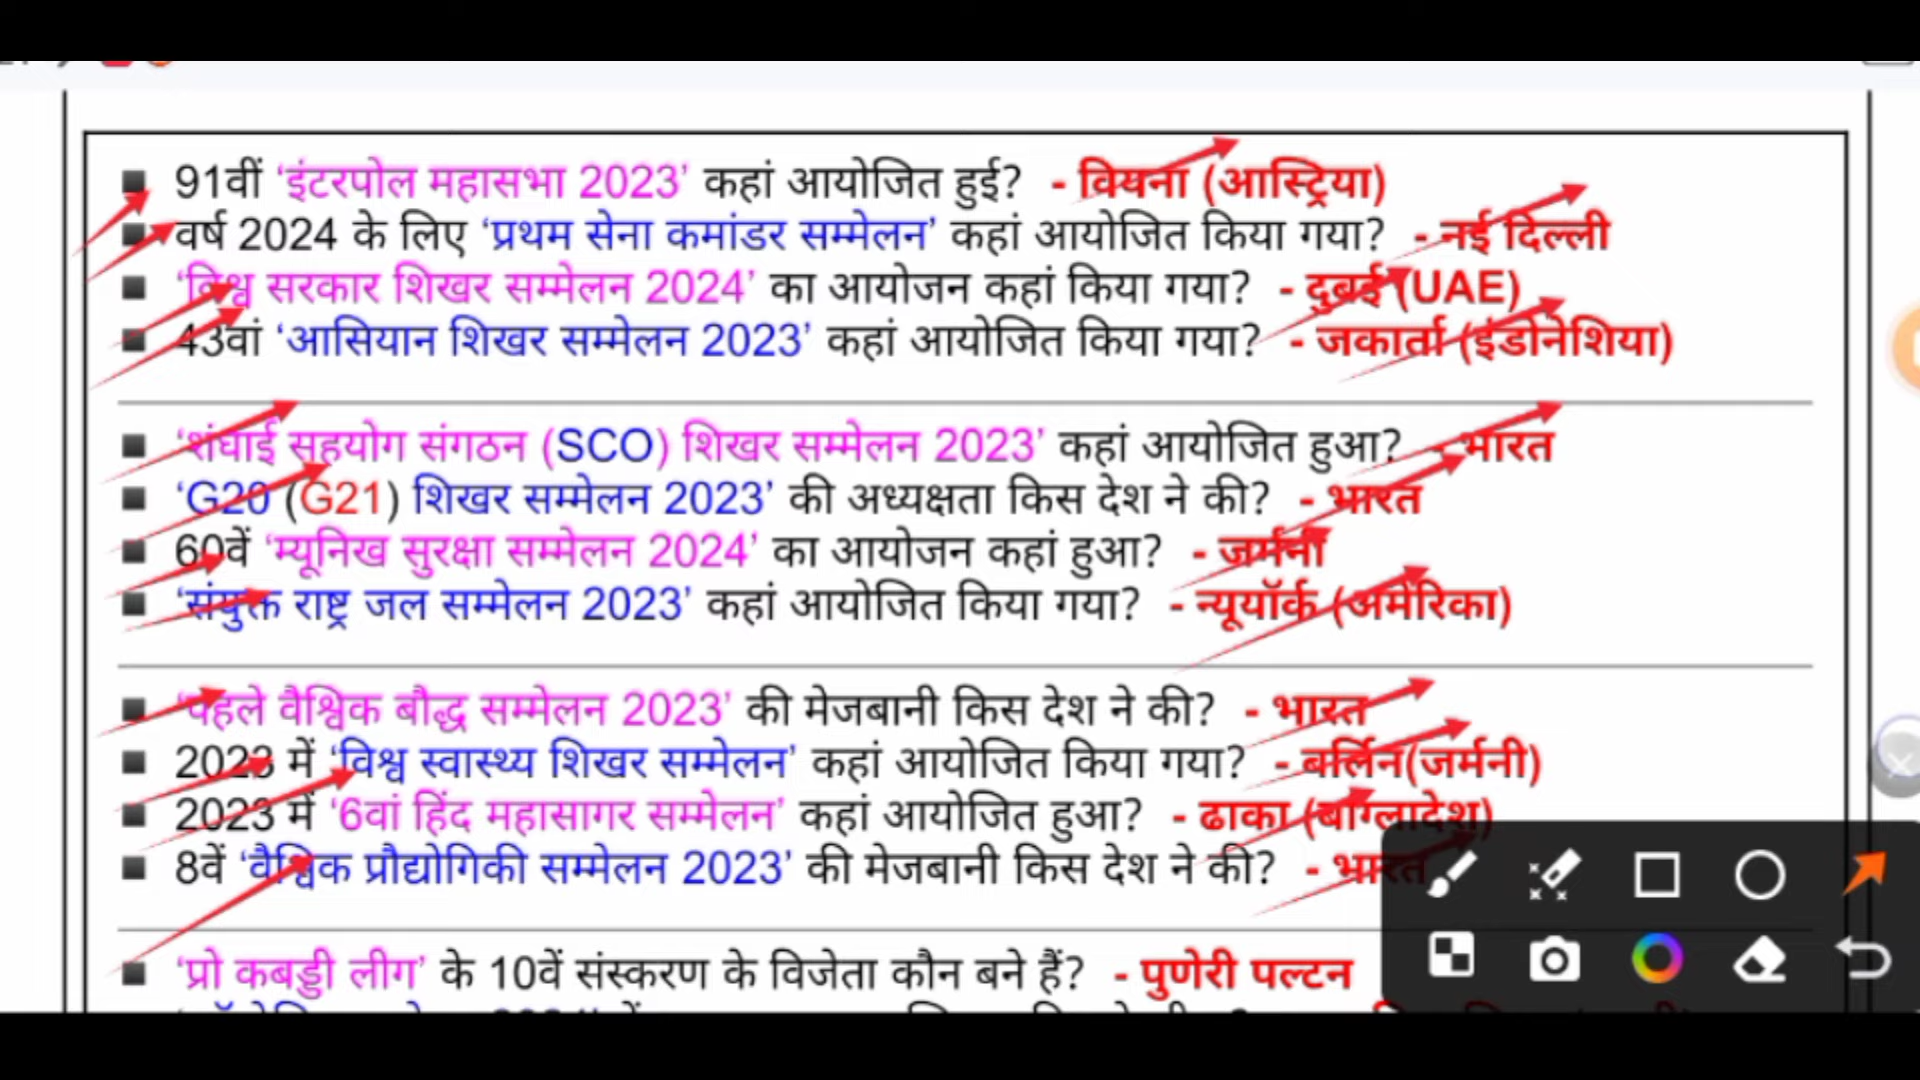 91वीं 'इंटरपोल महासभा 2023' कहां आयोजित हुई? - वियना (आस्ट्रिया)
वर्ष 2024 के लिए 'प्रथम सेना कमांडर सम्मेलन' कहां आयोजित किया गया? - नई दिल्ली
'विश्व सरकार शिखर सम्मेलन 2024' का आयोजन कहां किया गया? - दुबई (UAE)
43वां 'आसियान शिखर सम्मेलन 2023' कहां आयोजित किया गया? - जकार्ता (इंडोनेशिया)
'शंघाई सहयोग संगठन (SCO) शिखर सम्मेलन 2023' कहां आयोजित हुआ? - भारत
'G20 (G21) शिखर सम्मेलन 2023' की अध्यक्षता किस देश ने की? - भारत
60वें 'म्यूनिख सुरक्षा सम्मेलन 2024' का आयोजन कहां हुआ? - जर्मनी
'संयुक्त राष्ट्र जल सम्मेलन 2023' कहां आयोजित किया गया? - न्यूयॉर्क (अमेरिका)
'पहले वैश्विक बौद्ध सम्मेलन 2023' की मेजबानी किस देश ने की? - भारत
2023 में 'विश्व स्वास्थ्य शिखर सम्मेलन' कहां आयोजित किया गया? - बर्लिन(जर्मनी)
2023 में '6वां हिंद महासागर सम्मेलन' कहां आयोजित हुआ? - ढाका (बांग्लादेश)
8वें 'वैश्विक प्रौद्योगिकी सम्मेलन 2023' की मेजबानी किस देश ने की? - भारत
'प्रो कबड्डी लीग' के 10वें संस्करण के विजेता कौन बने हैं? - पुणेरी पल्टन